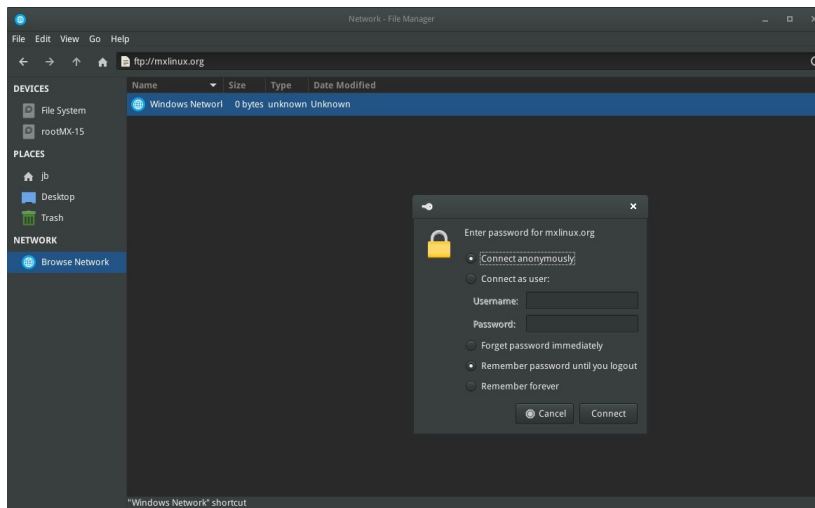 Network - File Manager
File Edit View Go Help
ftp://mxlinux.org
DEVICES
File System
rootMX-15
PLACES
jb
Desktop
Trash
NETWORK
Browse Network
Name Size Type Date Modified
Windows Networl 0 bytes unknown Unknown
Enter password for mxlinux.org
Connect anonymously
Connect as user:
Username:
Password:
Forget password immediately
Remember password until you logout
Remember forever
Cancel Connect
"Windows Network" shortcut